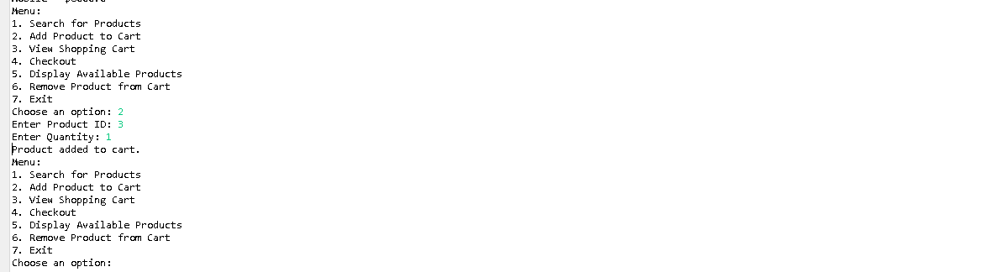 Menu:
1. Search for Products
2. Add Product to Cart
3. View Shopping Cart
4. Checkout
5. Display Available Products
6. Remove Product from Cart
7. Exit
Choose an option: 2
Enter Product ID: 3
Enter Quantity: 1
Product added to cart.
Menu:
1. Search for Products
2. Add Product to Cart
3. View Shopping Cart
4. Checkout
5. Display Available Products
6. Remove Product from Cart
7. Exit
Choose an option: